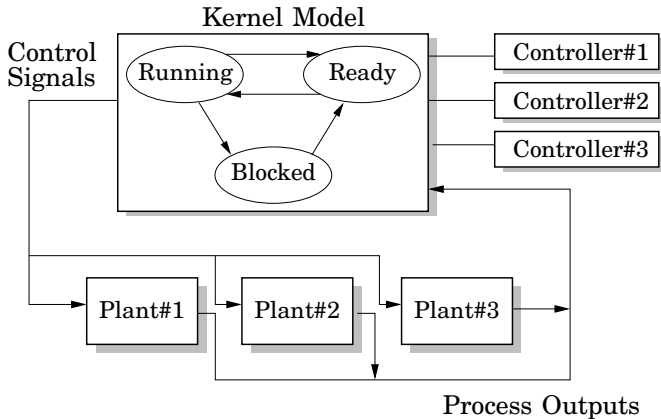 Kernel Model
Control
Signals
Running
Ready
Blocked
Controller#1
Controller#2
Controller#3
Plant#1
Plant#2
Plant#3
Process Outputs